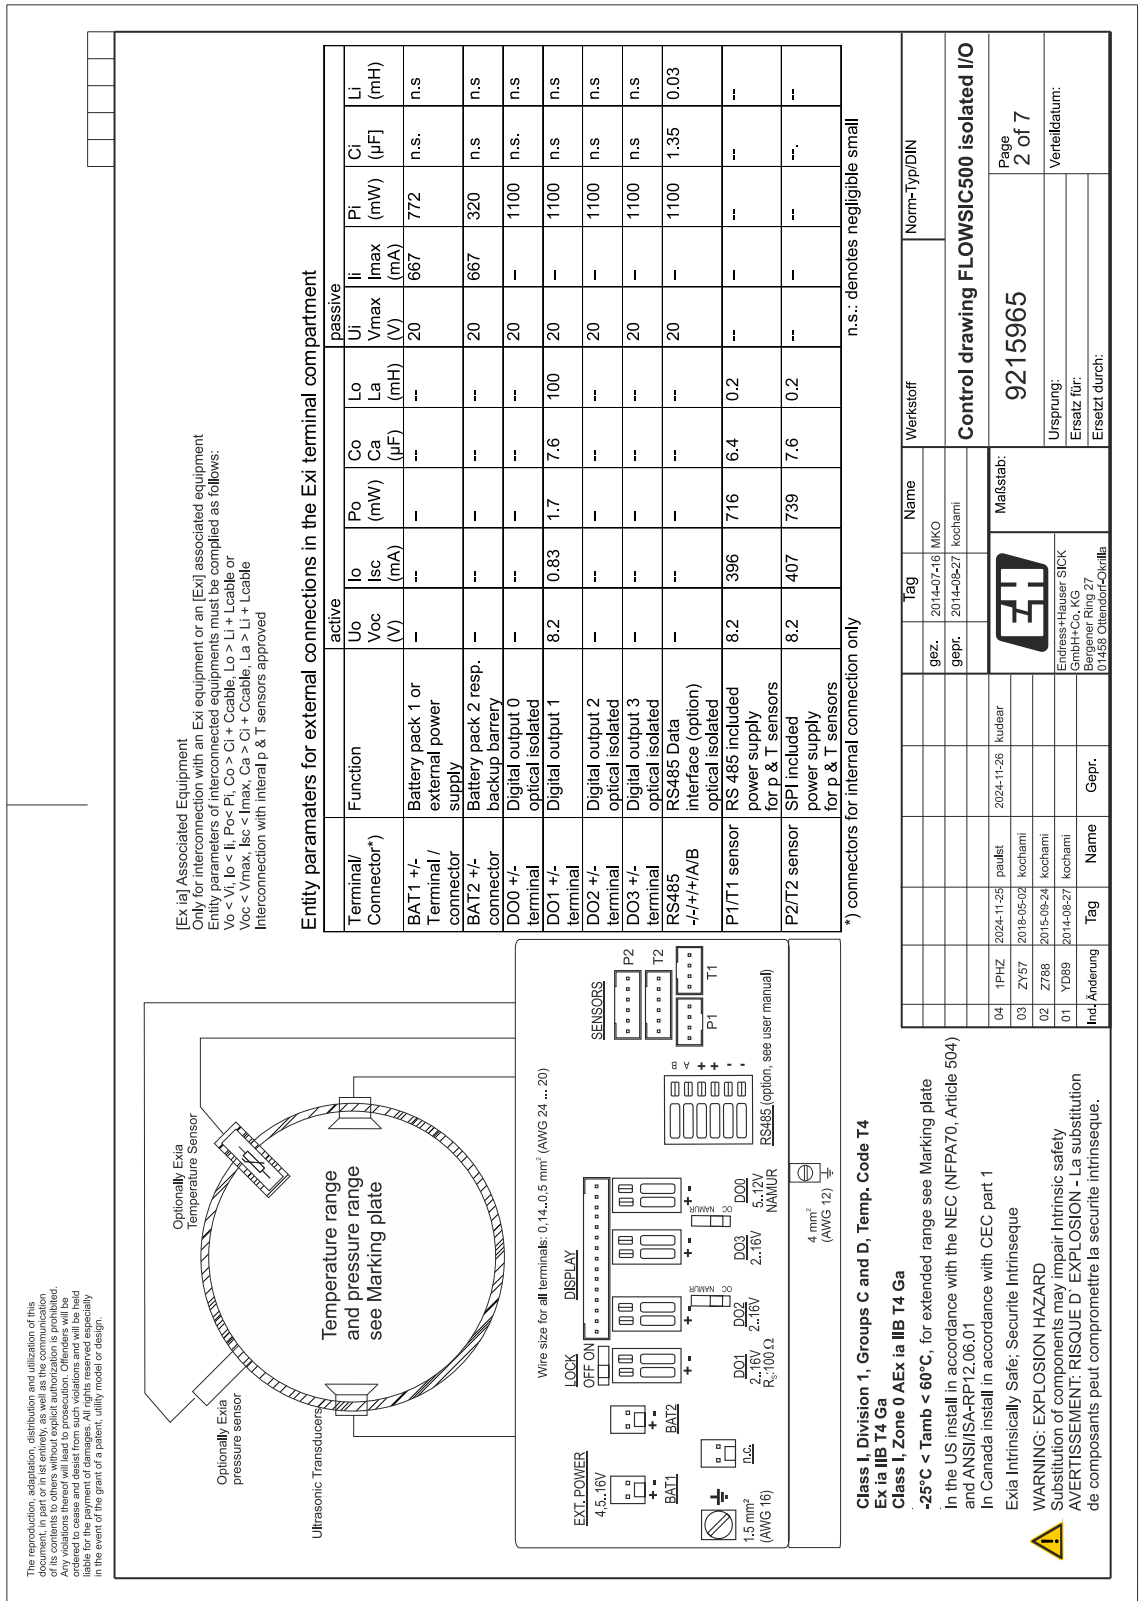 The reproduction, adaptation, distribution and utilization of this
document, in part or in ist entirety, as well as the communication
of its contents to others without explicit authorization is prohibited.
Any violations thereof will lead to prosecution. Offenders will be
ordered to cease and desist from such violations and will be held
liable for the payment of damages. All rights reserved especially
in the event of the grant of a patent, utility model or design.
Optionally Exia
pressure sensor
Optionally Exia
Temperature Sensor
Ultrasonic Transducers
Temperature range
and pressure range
see Marking plate
[Ex ia] Associated Equipment
Only for interconnection with an Exi equipment or an [Exi] associated equipment
Entity parameters of interconnected equipments must be complied as follows:
Vo < Vi, Io < Ii, Po< Pi, Co > Ci + Ccable, Lo > Li + Lcable or
Voc < Vmax, Isc < Imax, Ca > Ci + Ccable, La > Li + Lcable
Interconnection with interal p & T sensors approved
Wire size for all terminals: 0,14..0.5 mm² (AWG 24 ... 20)
EXT. POWER
4,5..16V
BAT1
+ -
BAT2
+ -
n.c.
1.5 mm²
(AWG 16)
LOCK
OFF ON
DISPLAY
DO1
2..16V
Rs:100 Ω
+ -
DO2
2..16V
+ -
OC NAMUR
DO3
2..16V
+ -
OC NAMUR
DO0
5..12V
NAMUR
+ -
RS485 (option, see user manual)
B
A
+
+
-
-
SENSORS
P2
T2
P1
T1
4 mm²
(AWG 12)
Entity paramaters for external connections in the Exi terminal compartment
active passive
Terminal/ Connector*) Function Uo Voc (V) Io Isc (mA) Po (mW) Co Ca (µF) Lo La (mH) Ui Vmax (V) Ii Imax (mA) Pi (mW) Ci (µF] Li (mH)
BAT1 +/- Terminal / connector Battery pack 1 or external power supply -- -- -- -- -- 20 667 772 n.s. n.s
BAT2 +/- connector Battery pack 2 resp. backup barrery -- -- -- -- -- 20 667 320 n.s n.s
DO0 +/- terminal Digital output 0 optical isolated -- -- -- -- -- 20 -- 1100 n.s. n.s
DO1 +/- terminal Digital output 1 8.2 0.83 1.7 7.6 100 20 -- 1100 n.s n.s
DO2 +/- terminal Digital output 2 optical isolated -- -- -- -- -- 20 -- 1100 n.s n.s
DO3 +/- terminal Digital output 3 optical isolated -- -- -- -- -- 20 -- 1100 n.s n.s
RS485 -/-/+/+/A/B RS485 Data interface (option) optical isolated -- -- -- -- -- 20 -- 1100 1.35 0.03
P1/T1 sensor RS 485 included power supply for p & T sensors 8.2 396 716 6.4 0.2 -- -- -- -- --
P2/T2 sensor SPI included power supply for p & T sensors 8.2 407 739 7.6 0.2 -- -- -- --. --
*) connectors for internal connection only
n.s.: denotes negligible small
Class I, Division 1, Groups C and D, Temp. Code T4
Ex ia IIB T4 Ga
Class I, Zone 0 AEx ia IIB T4 Ga
-25°C < Tamb < 60°C, for extended range see Marking plate
In the US install in accordance with the NEC (NFPA70, Article 504)
and ANSI/ISA-RP12.06.01
In Canada install in accordance with CEC part 1
Exia Intrinsically Safe; Securite Intrinseque
WARNING: EXPLOSION HAZARD
Substitution of components may impair Intrinsic safety
AVERTISSEMENT: RISQUE D` EXPLOSION - La substitution
de composants peut compromettre la securite intrinseque.
04 1PHZ 2024-11-25 paulst 2024-11-26 kudear
03 ZY57 2018-05-02 kochami
02 Z788 2015-09-24 kochami
01 YD89 2014-08-27 kochami
Ind. Änderung Tag Name Gepr.
Tag Name
gez. 2014-07-16 MKO
gepr. 2014-08-27 kochami
EH
Endress+Hauser SICK
GmbH+Co. KG
Bergener Ring 27
01458 Ottendorf-Okrilla
Maßstab:
Werkstoff
Norm-Typ/DIN
Control drawing FLOWSIC500 isolated I/O
9215965
Page
2 of 7
Ursprung:
Ersatz für:
Ersetzt durch:
Verteildatum: